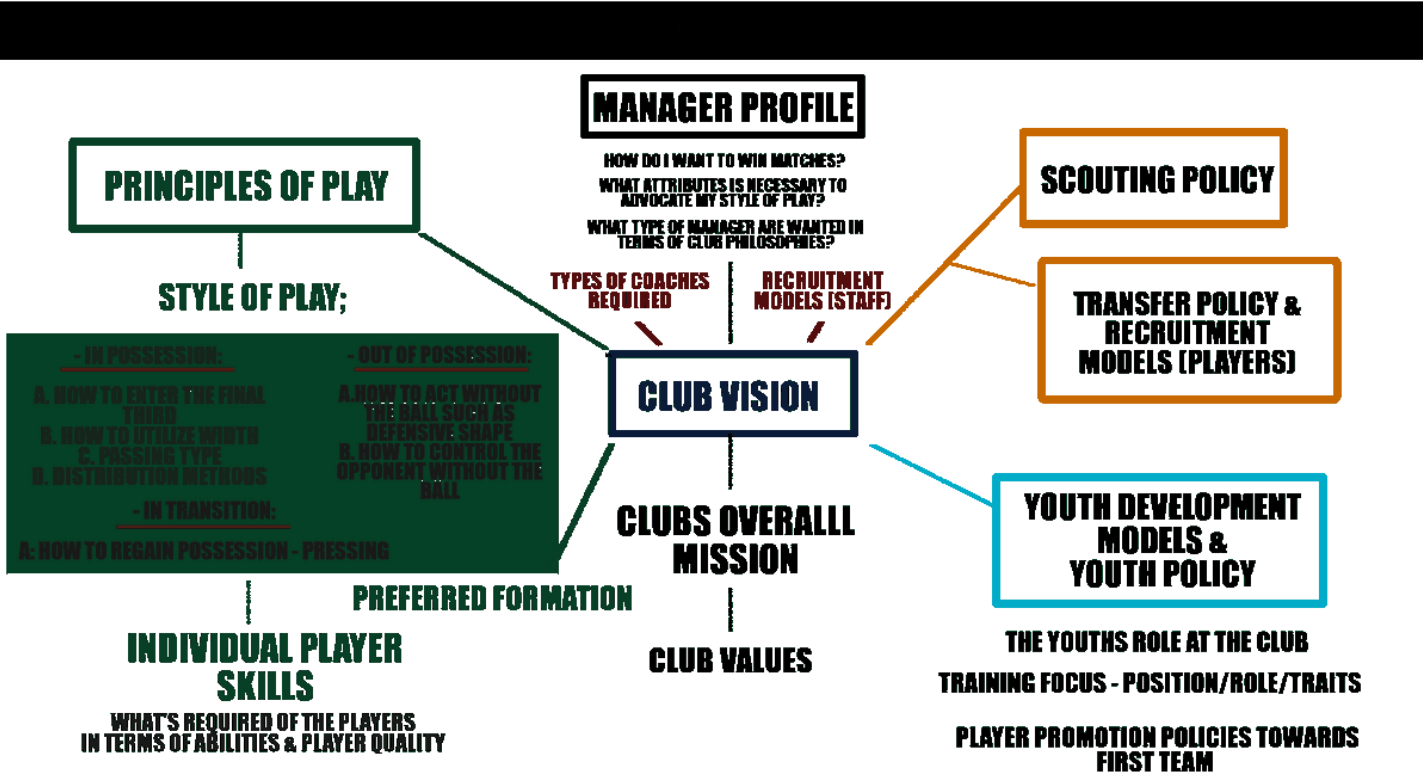 MANAGER PROFILE
HOW DO I WANT TO WIN MATCHES?
WHAT ATTRIBUTES IS NECESSARY TO
ADVOCATE MY STYLE OF PLAY?
WHAT TYPE OF MANAGER ARE WANTED IN
TERMS OF CLUB PHILOSOPHIES?
TYPES OF COACHES
REQUIRED
RECRUITMENT
MODELS (STAFF)
PRINCIPLES OF PLAY
STYLE OF PLAY;
- IN POSSESSION:
A. HOW TO ENTER THE FINAL
THIRD
B. HOW TO UTILIZE WIDTH
C. PASSING TYPE
D. DISTRIBUTION METHODS
- OUT OF POSSESSION:
A.HOW TO ACT WITHOUT
THE BALL SUCH AS
DEFENSIVE SHAPE
B. HOW TO CONTROL THE
OPPONENT WITHOUT THE
BALL
- IN TRANSITION:
A: HOW TO REGAIN POSSESSION - PRESSING
PREFERRED FORMATION
INDIVIDUAL PLAYER
SKILLS
WHAT'S REQUIRED OF THE PLAYERS
IN TERMS OF ABILITIES & PLAYER QUALITY
CLUB VISION
CLUBS OVERALLL
MISSION
CLUB VALUES
SCOUTING POLICY
TRANSFER POLICY &
RECRUITMENT
MODELS (PLAYERS)
YOUTH DEVELOPMENT
MODELS &
YOUTH POLICY
THE YOUTHS ROLE AT THE CLUB
TRAINING FOCUS - POSITION/ROLE/TRAITS
PLAYER PROMOTION POLICIES TOWARDS
FIRST TEAM